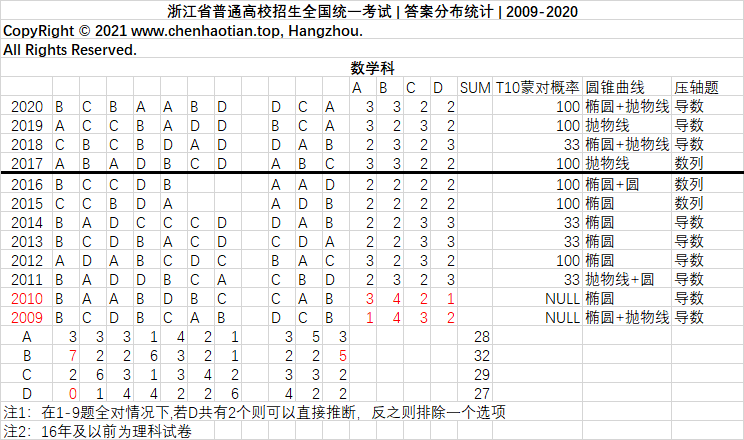 浙江省普通高校招生全国统一考试 | 答案分布统计 | 2009-2020
CopyRight © 2021 www.chenhaotian.top, Hangzhou.
All Rights Reserved.
数学科
A B C D SUM T10蒙对概率 圆锥曲线 压轴题
2020 B C B A A B D D C A 3 3 2 2 100 椭圆+抛物线 导数
2019 A C C B A D D B C A 3 2 3 2 100 抛物线 导数
2018 C B C B D A D D A B 2 3 2 3 33 椭圆+抛物线 导数
2017 A B A D B C D A B C 3 3 2 2 100 抛物线 数列
2016 B C C D B A A D 2 2 2 2 100 椭圆+圆 数列
2015 C C B D A A D B 2 2 2 2 100 椭圆 数列
2014 B A D C C C D D A B 2 2 3 3 33 椭圆 导数
2013 B C D B A C D C D A 2 2 3 3 33 椭圆 导数
2012 A D A B C D C B A C 3 2 3 2 100 椭圆 导数
2011 B A D D B C A C B D 2 3 2 3 33 抛物线+圆 导数
2010 B A A B D B C C A B 3 4 2 1 NULL 椭圆 导数
2009 B C D B C A B D C B 1 4 3 2 NULL 椭圆+抛物线 导数
A 3 3 3 1 4 2 1 3 5 3 28
B 7 2 2 6 3 2 1 2 2 5 32
C 2 6 3 1 3 4 2 3 3 2 29
D 0 1 4 4 2 2 6 4 2 2 27
注1：在1-9题全对情况下,若D共有2个则可以直接推断，反之则排除一个选项
注2：16年及以前为理科试卷